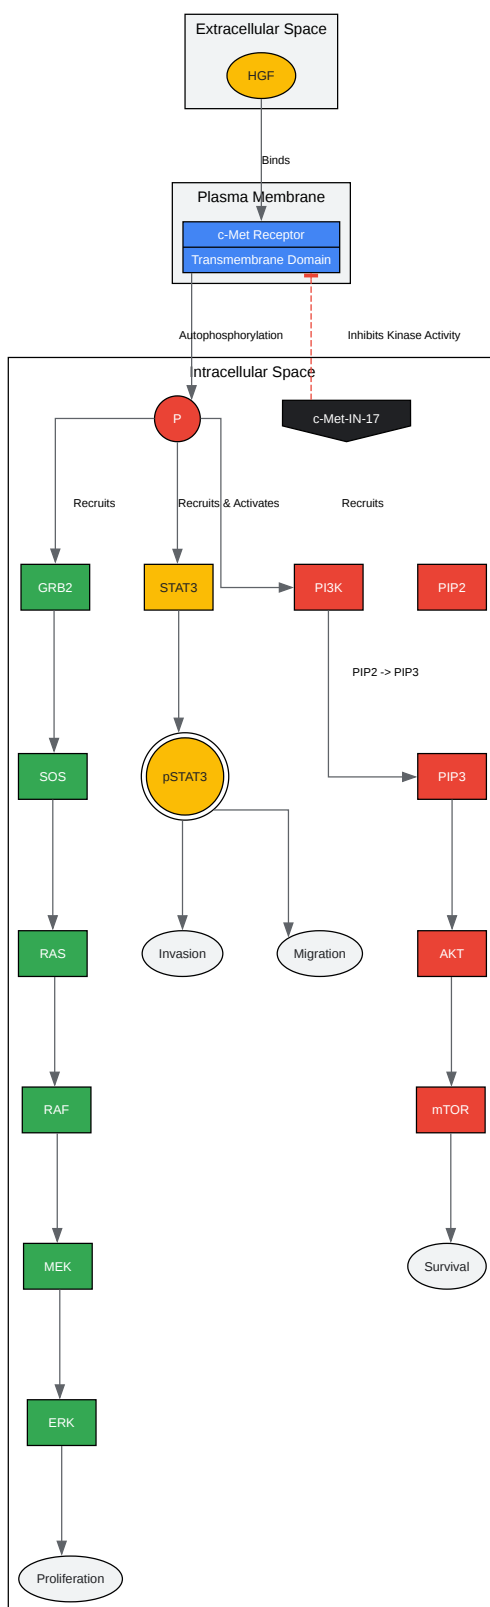 Extracellular Space
HGF
Binds
Plasma Membrane
c-Met Receptor
Transmembrane Domain
Autophosphorylation
Inhibits Kinase Activity
Intracellular Space
P
c-Met-IN-17
Recruits
Recruits & Activates
Recruits
GRB2
STAT3
PI3K
PIP2
PIP2 -> PIP3
SOS
pSTAT3
PIP3
RAS
Invasion
Migration
AKT
RAF
mTOR
MEK
Survival
ERK
Proliferation